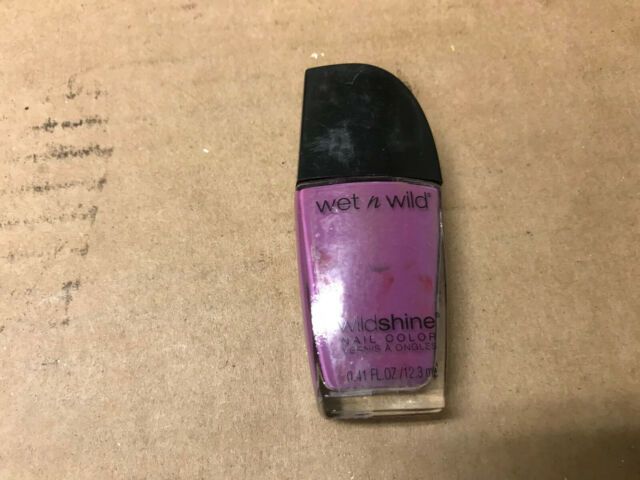 wet n wild®
wildshine®
NAIL COLOR
VERNIS À ONGLES
0.41 FL.OZ/12.3 mL